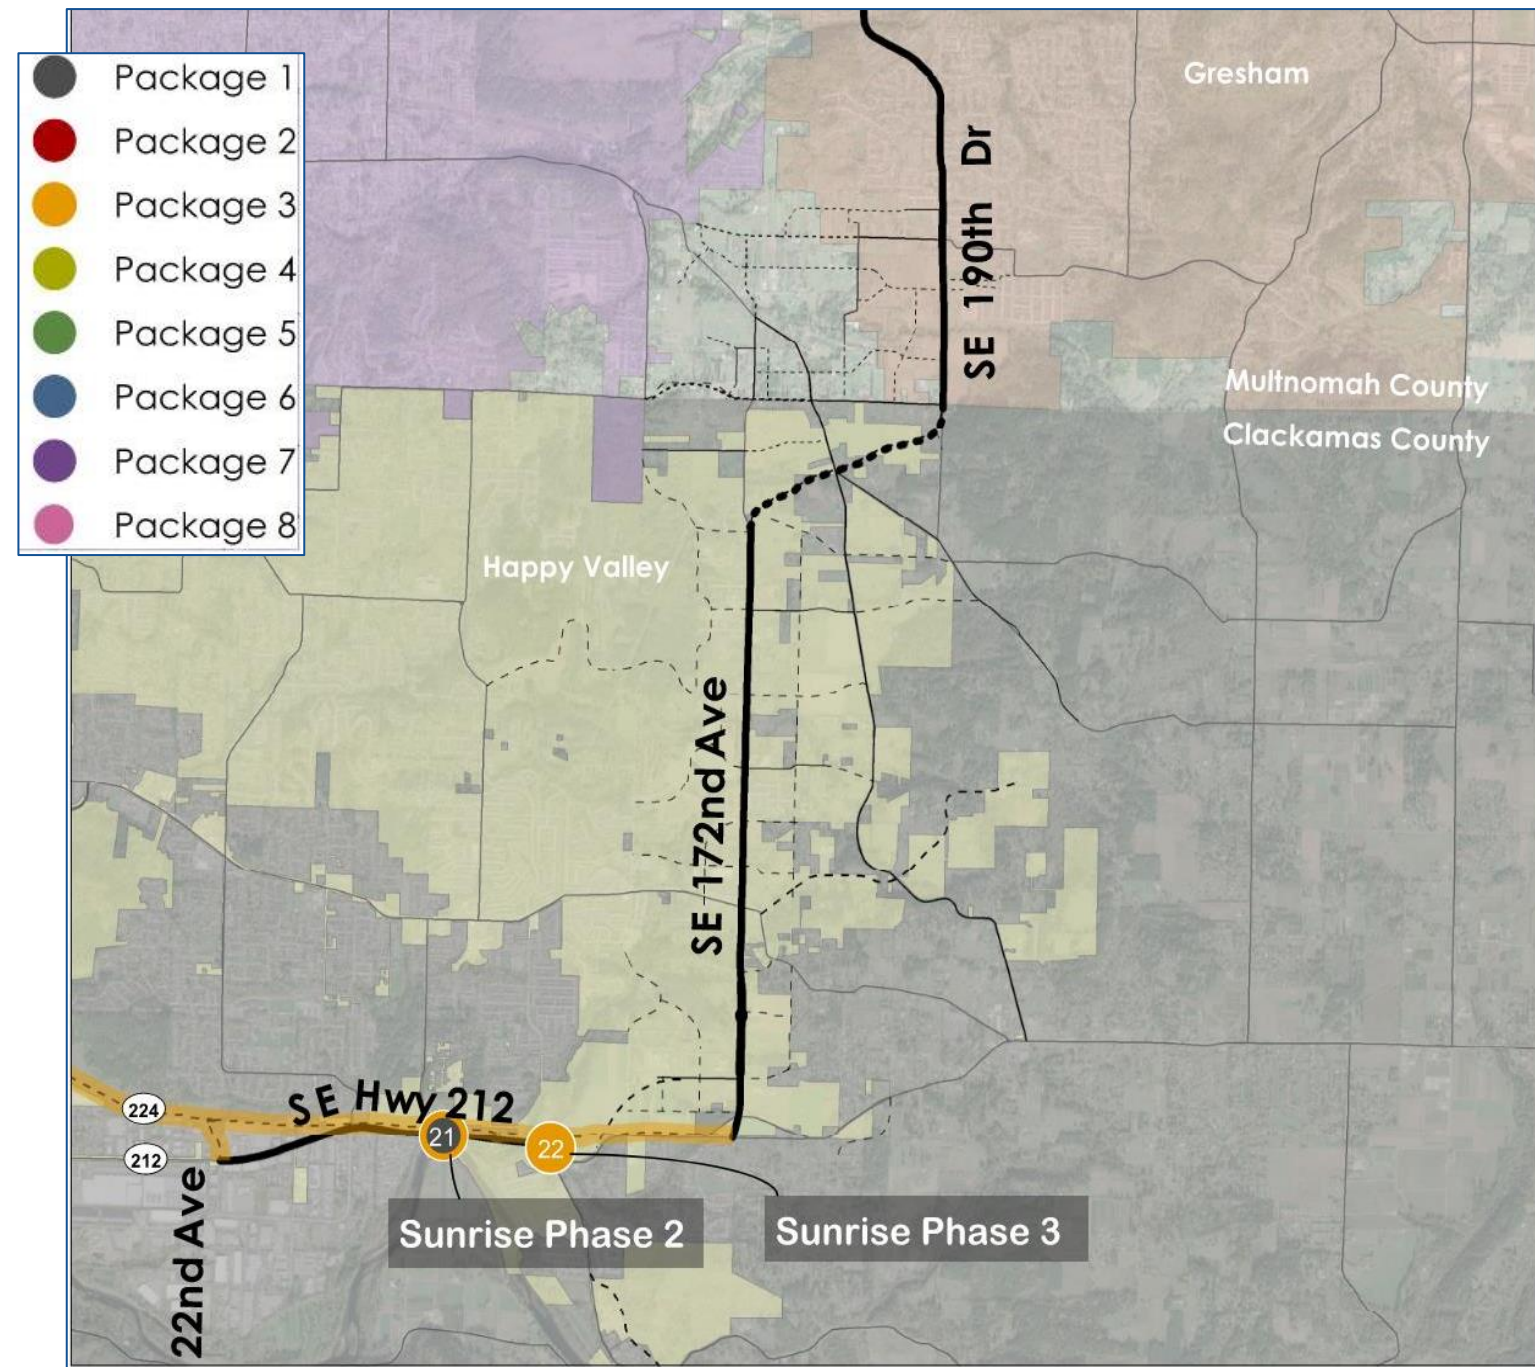 Package 1
Package 2
Package 3
Package 4
Package 5
Package 6
Package 7
Package 8
Gresham
SE 190th Dr
Multnomah County
Clackamas County
Happy Valley
SE 172nd Ave
SE Hwy 212
224
212
21
22
22nd Ave
Sunrise Phase 2
Sunrise Phase 3